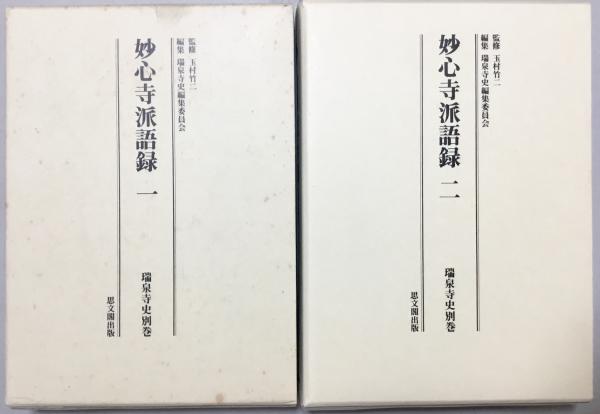 監修 玉村竹二
編集 瑞泉寺史編集委員会
妙心寺派語録 一
瑞泉寺史別巻
思文閣出版
監修 玉村竹二
編集 瑞泉寺史編集委員会
妙心寺派語録 二
瑞泉寺史別巻
思文閣出版